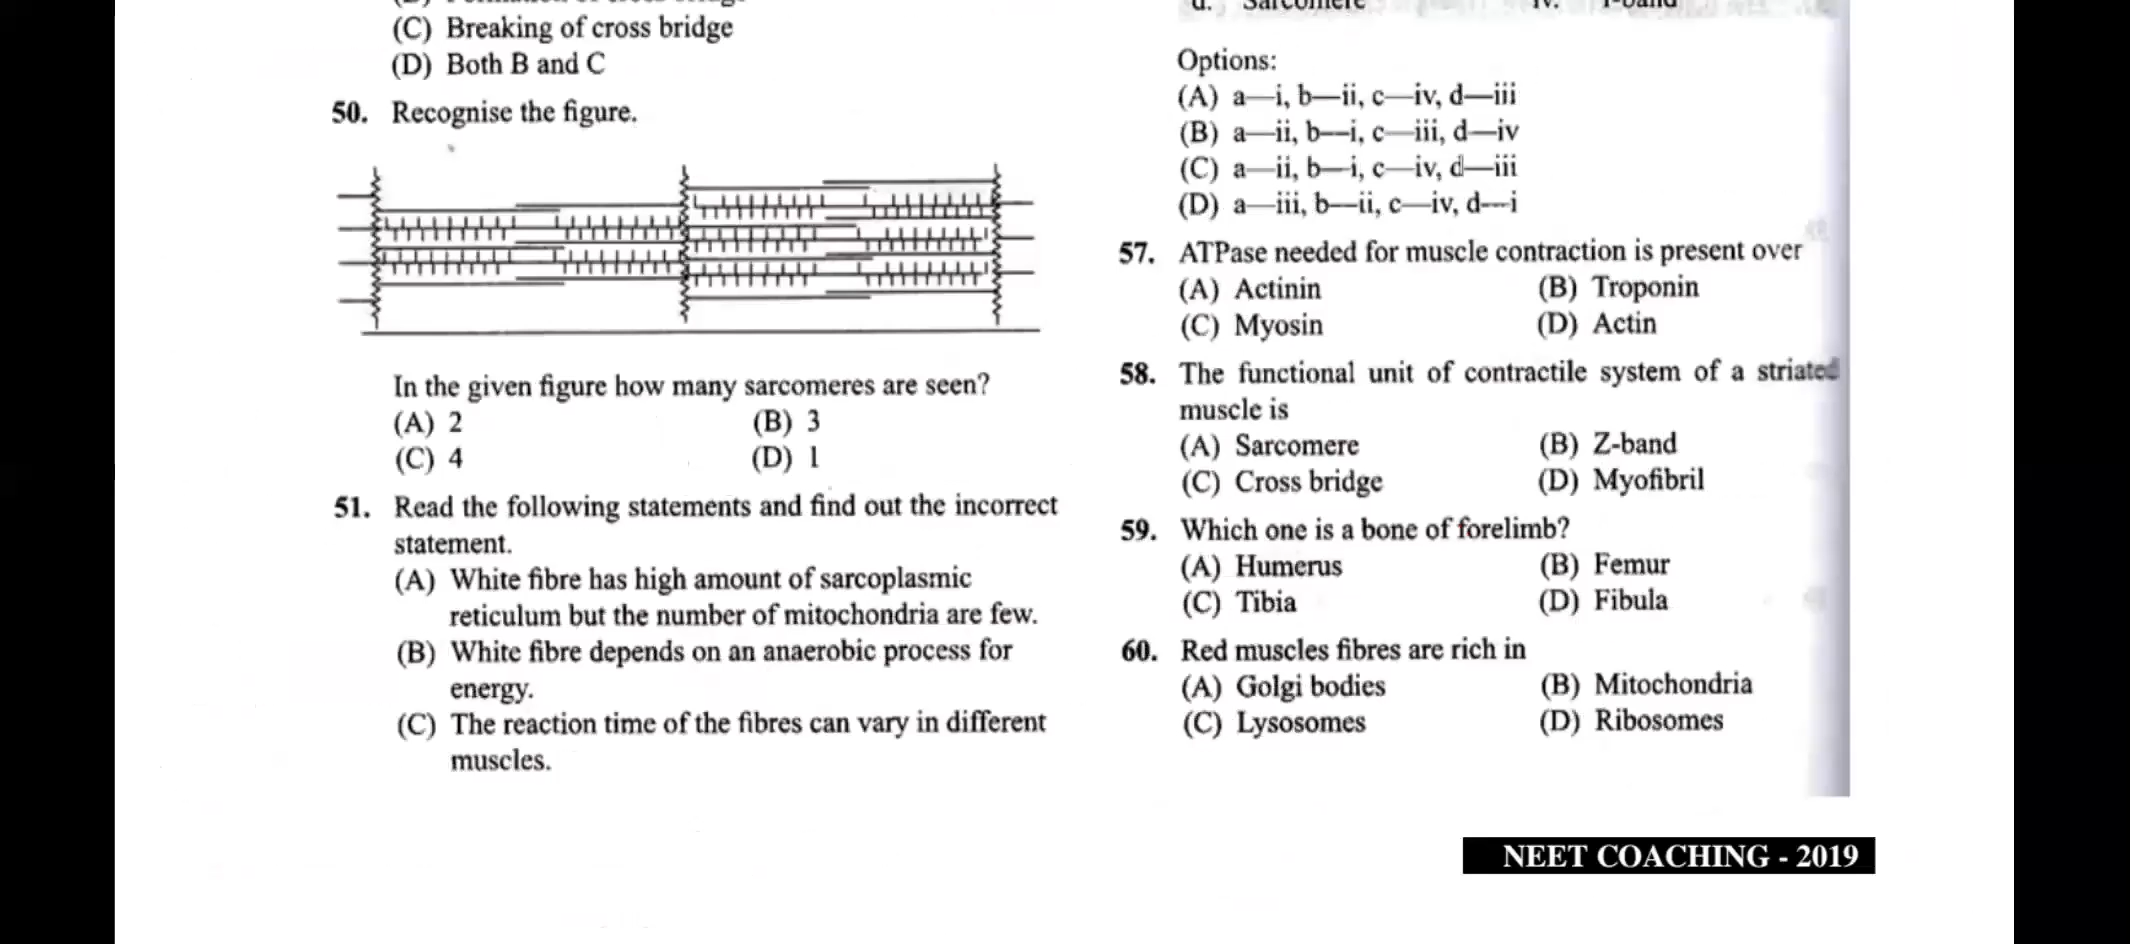 (C) Breaking of cross bridge
(D) Both B and C
50. Recognise the figure.
In the given figure how many sarcomeres are seen?
(A) 2 (B) 3
(C) 4 (D) 1
51. Read the following statements and find out the incorrect
statement.
(A) White fibre has high amount of sarcoplasmic
reticulum but the number of mitochondria are few.
(B) White fibre depends on an anaerobic process for
energy.
(C) The reaction time of the fibres can vary in different
muscles.
d. Sarcomere iv. I-band
Options:
(A) a—i, b—ii, c—iv, d—iii
(B) a—ii, b—i, c—iii, d—iv
(C) a—ii, b—i, c—iv, d—iii
(D) a—iii, b—ii, c—iv, d—i
57. ATPase needed for muscle contraction is present over
(A) Actinin (B) Troponin
(C) Myosin (D) Actin
58. The functional unit of contractile system of a striated
muscle is
(A) Sarcomere (B) Z-band
(C) Cross bridge (D) Myofibril
59. Which one is a bone of forelimb?
(A) Humerus (B) Femur
(C) Tibia (D) Fibula
60. Red muscles fibres are rich in
(A) Golgi bodies (B) Mitochondria
(C) Lysosomes (D) Ribosomes
NEET COACHING - 2019